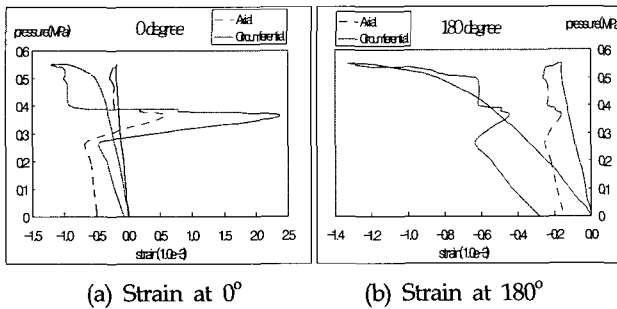 pressure(MPa)
0 degree
Axial
Circumferential
0.6
0.5
0.4
0.3
0.2
0.1
0
-1.5 -1.0 -0.5 0.0 0.5 1.0 1.5 2.0 2.5
strain(1.0e-3)
(a) Strain at 0°
Axial
Circumferential
180 degree
pressure(MPa)
0.6
0.5
0.4
0.3
0.2
0.1
0
-1.4 -1.2 -1.0 -0.8 -0.6 -0.4 -0.2 0.0
strain(1.0e-3)
(b) Strain at 180°